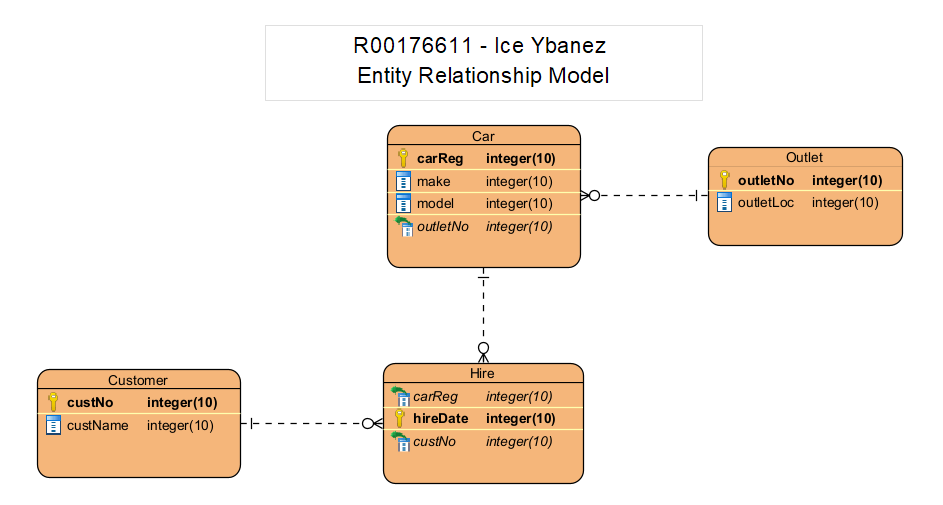 R00176611 - Ice Ybanez
Entity Relationship Model
Car
carReg integer(10)
make integer(10)
model integer(10)
outletNo integer(10)
Outlet
outletNo integer(10)
outletLoc integer(10)
Customer
custNo integer(10)
custName integer(10)
Hire
carReg integer(10)
hireDate integer(10)
custNo integer(10)